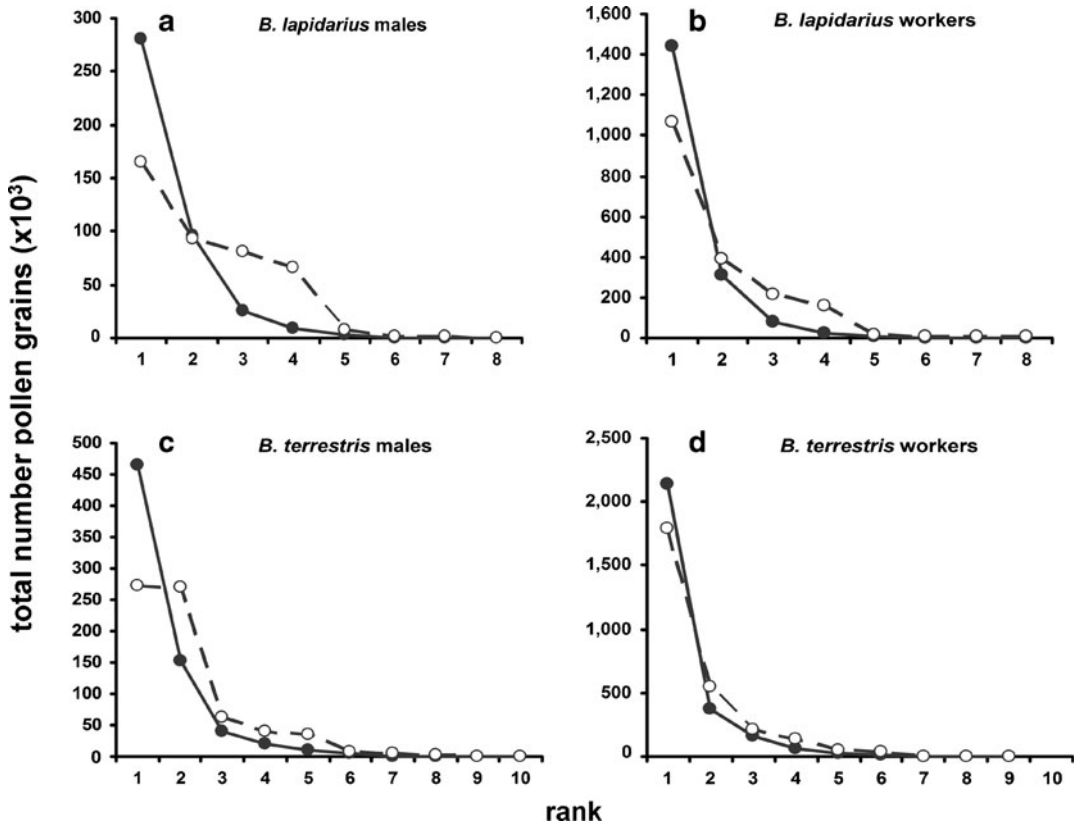 total number pollen grains (x10³)
a
B. lapidarius males
300
250
200
150
100
50
0
1 2 3 4 5 6 7 8
b
B. lapidarius workers
1,600
1,400
1,200
1,000
800
600
400
200
0
1 2 3 4 5 6 7 8
c
B. terrestris males
500
450
400
350
300
250
200
150
100
50
0
1 2 3 4 5 6 7 8 9 10
d
B. terrestris workers
2,500
2,000
1,500
1,000
500
0
1 2 3 4 5 6 7 8 9 10
rank